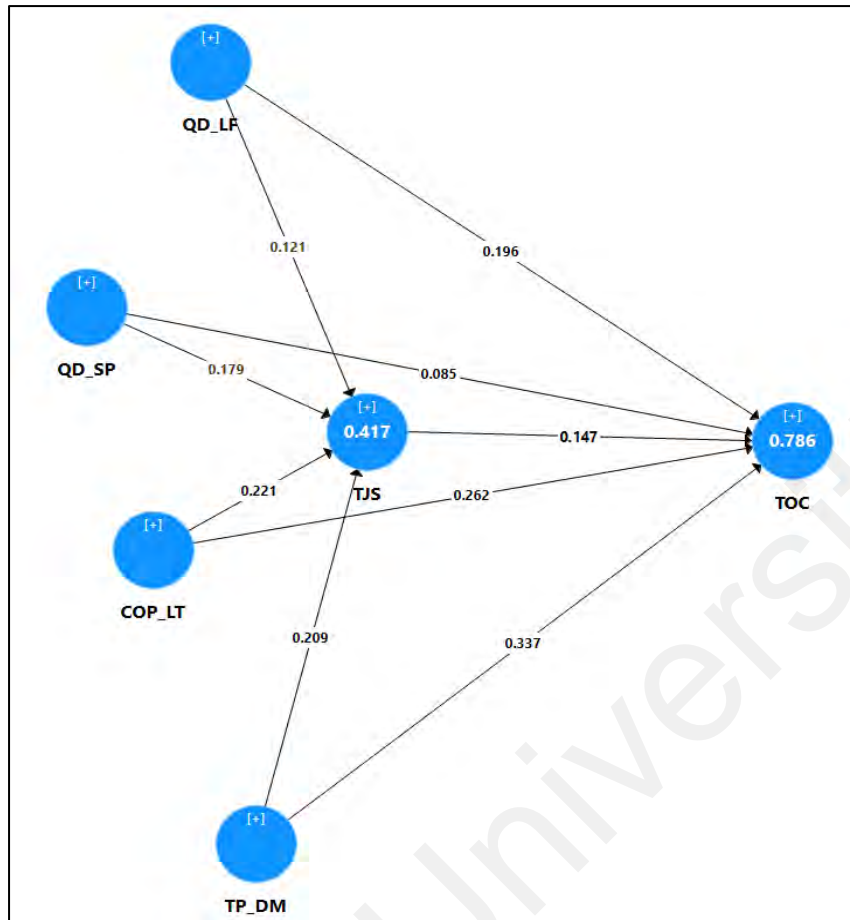 [+]
QD_LF
0.121
0.196
[+]
QD_SP
0.179
0.085
[+]
0.417
TJS
0.147
[+]
0.786
TOC
[+]
COP_LT
0.221
0.262
0.209
0.337
[+]
TP_DM
Universit